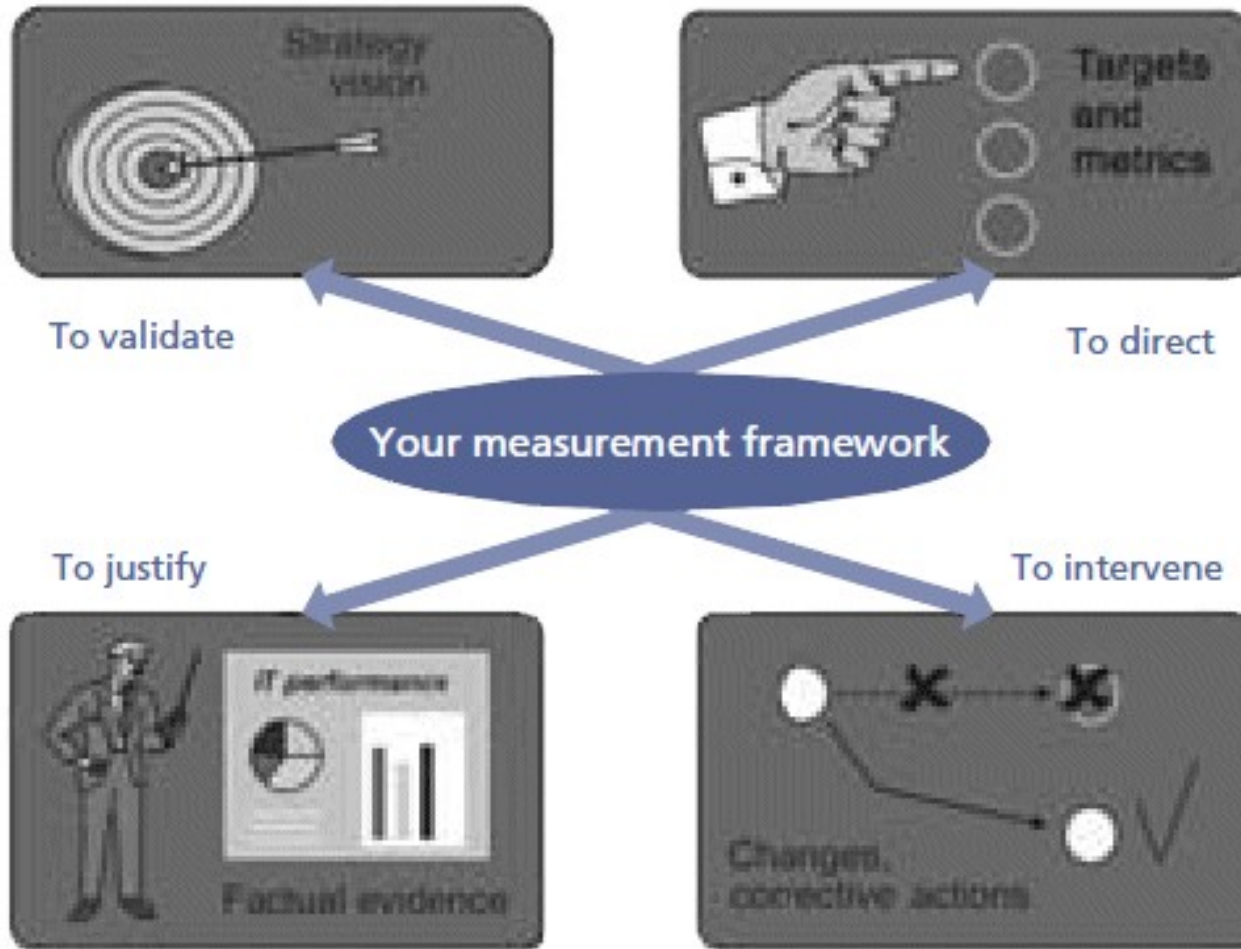 Strategy
vision
Targets
and
metrics
To validate
To direct
Your measurement framework
To justify
To intervene
IT performance
Factual evidence
Changes,
corrective actions